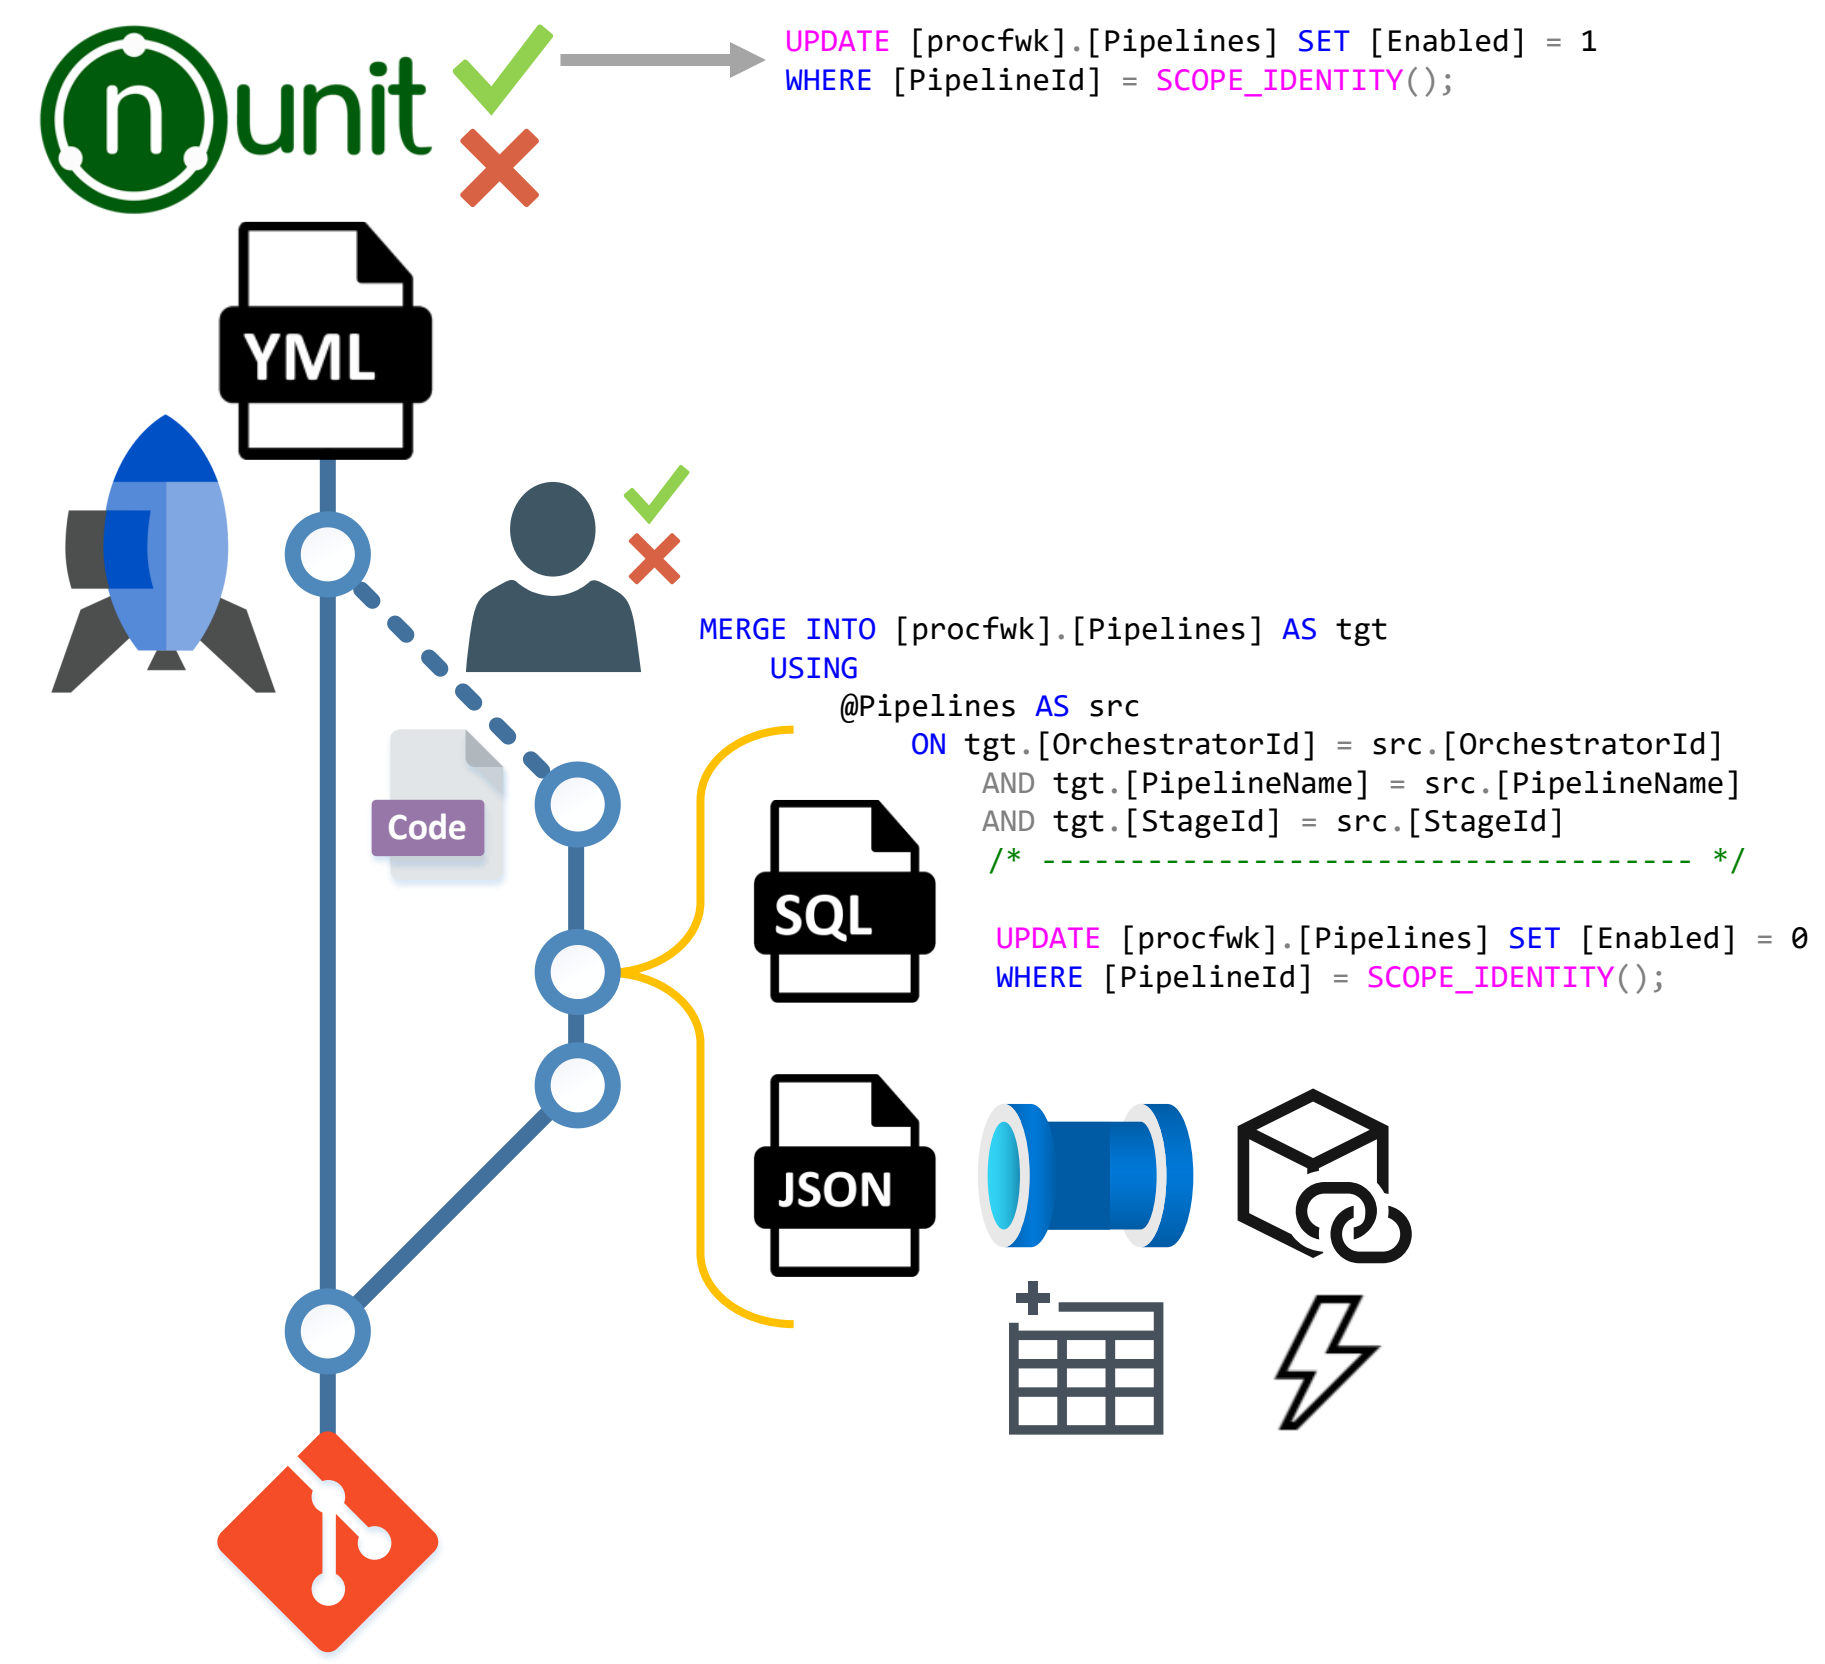 nunit
UPDATE [procfwk].[Pipelines] SET [Enabled] = 1
WHERE [PipelineId] = SCOPE_IDENTITY();
YML
MERGE INTO [procfwk].[Pipelines] AS tgt
USING
@Pipelines AS src
ON tgt.[OrchestratorId] = src.[OrchestratorId]
AND tgt.[PipelineName] = src.[PipelineName]
AND tgt.[StageId] = src.[StageId]
/* ------------------------------------- */
Code
SQL
UPDATE [procfwk].[Pipelines] SET [Enabled] = 0
WHERE [PipelineId] = SCOPE_IDENTITY();
JSON